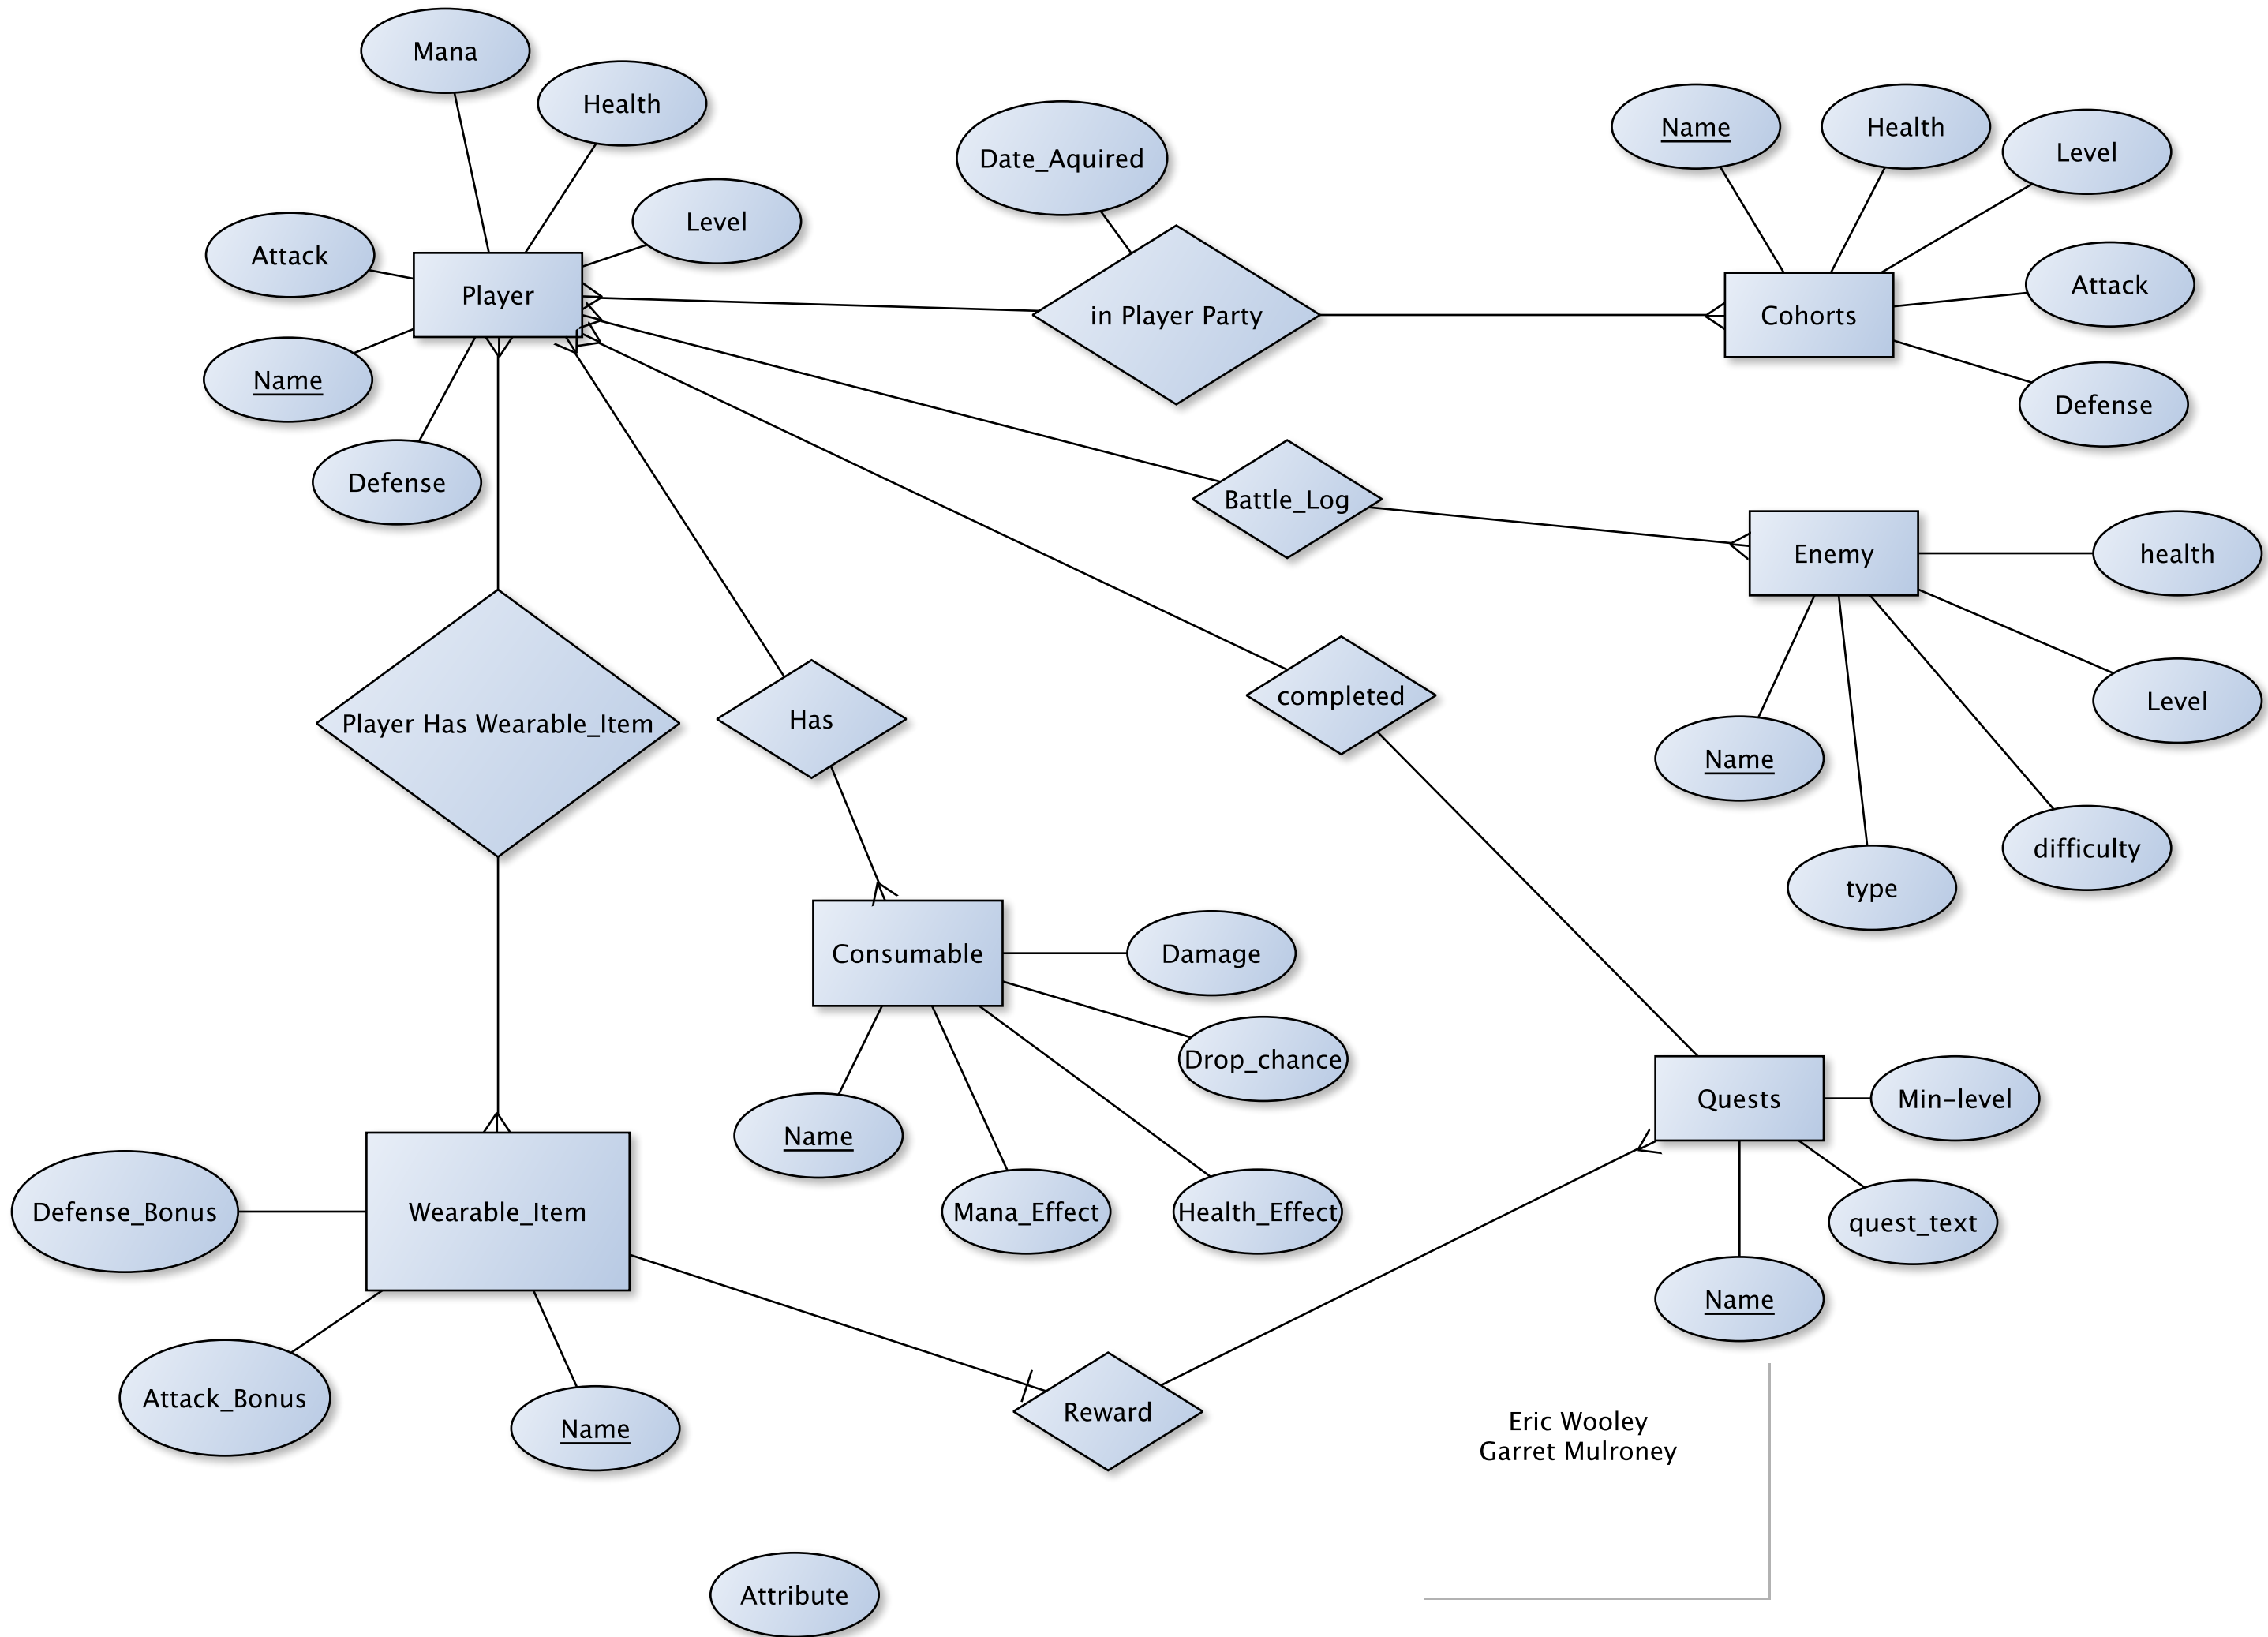 Mana
Health
Level
Attack
Player
Name
Defense
Date_Aquired
in Player Party
Name
Health
Level
Attack
Cohorts
Defense
Battle_Log
Enemy
health
Level
Name
difficulty
type
completed
Has
Player Has Wearable_Item
Consumable
Damage
Drop_chance
Name
Mana_Effect
Health_Effect
Quests
Min-level
quest_text
Name
Defense_Bonus
Wearable_Item
Attack_Bonus
Name
Reward
Eric Wooley
Garret Mulroney
Attribute